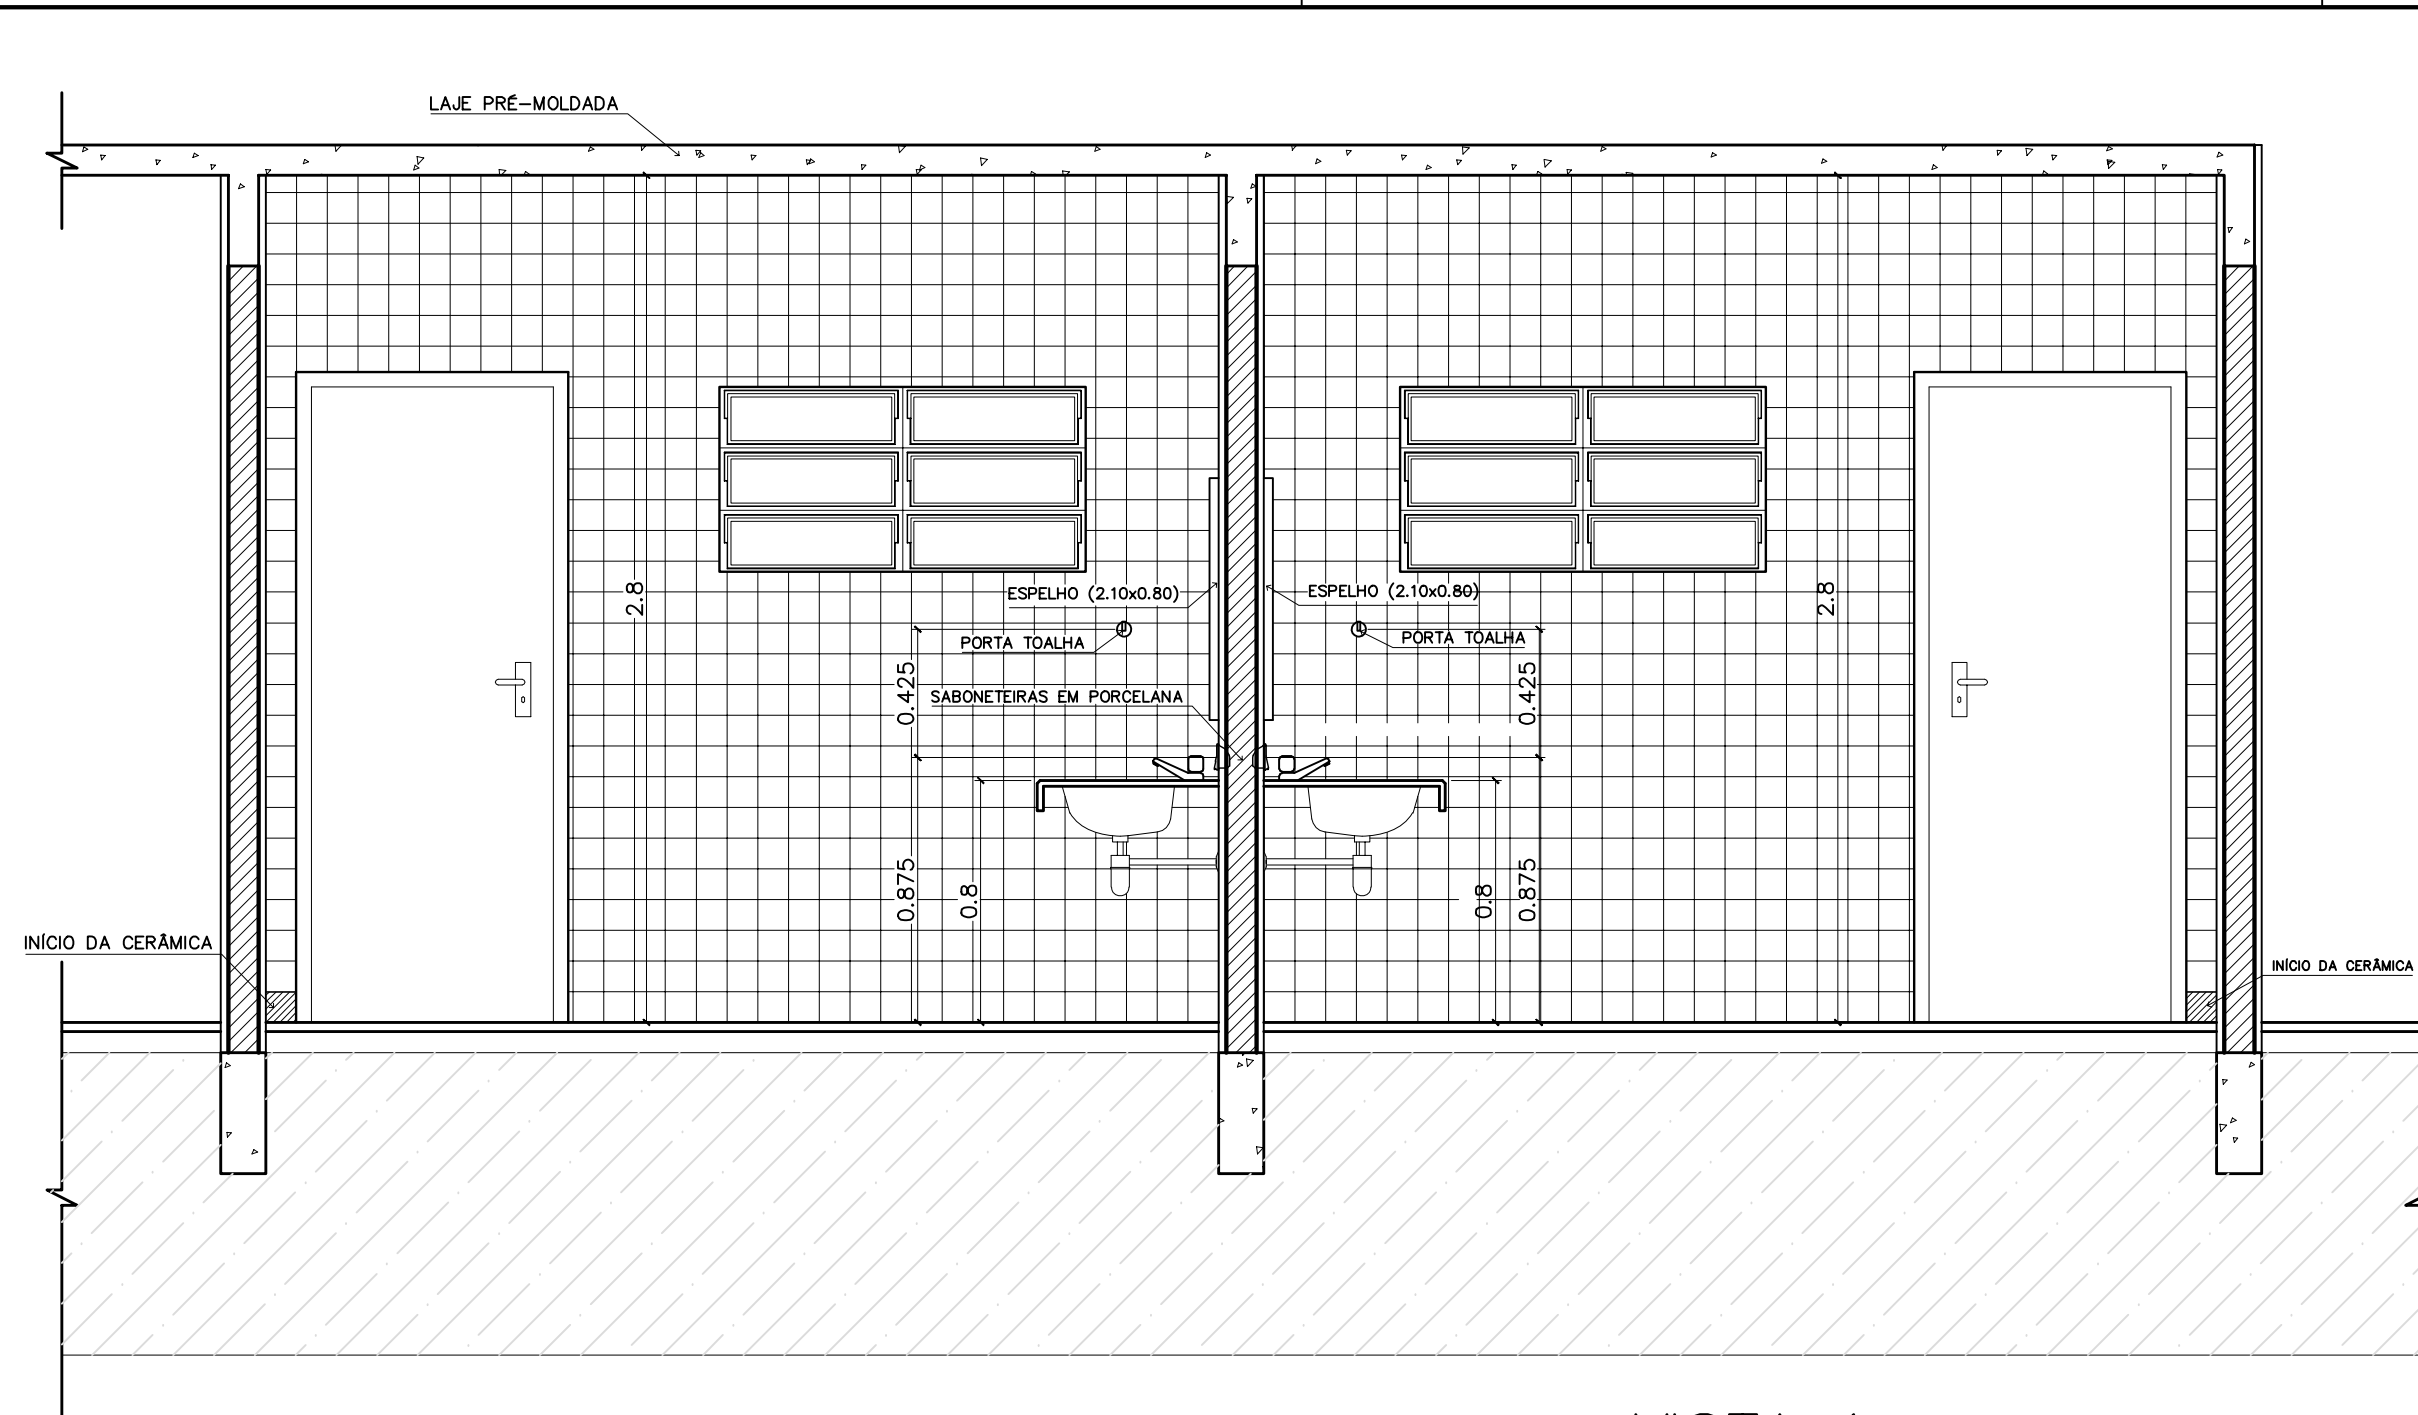 LAJE PRÉ-MOLDADA
2.8
ESPELHO (2.10x0.80)
ESPELHO (2.10x0.80)
2.8
PORTA TOALHA
PORTA TOALHA
0.425
SABONETEIRAS EM PORCELANA
0.425
0.875
0.8
0.8
0.875
INÍCIO DA CERÂMICA
INÍCIO DA CERÂMICA